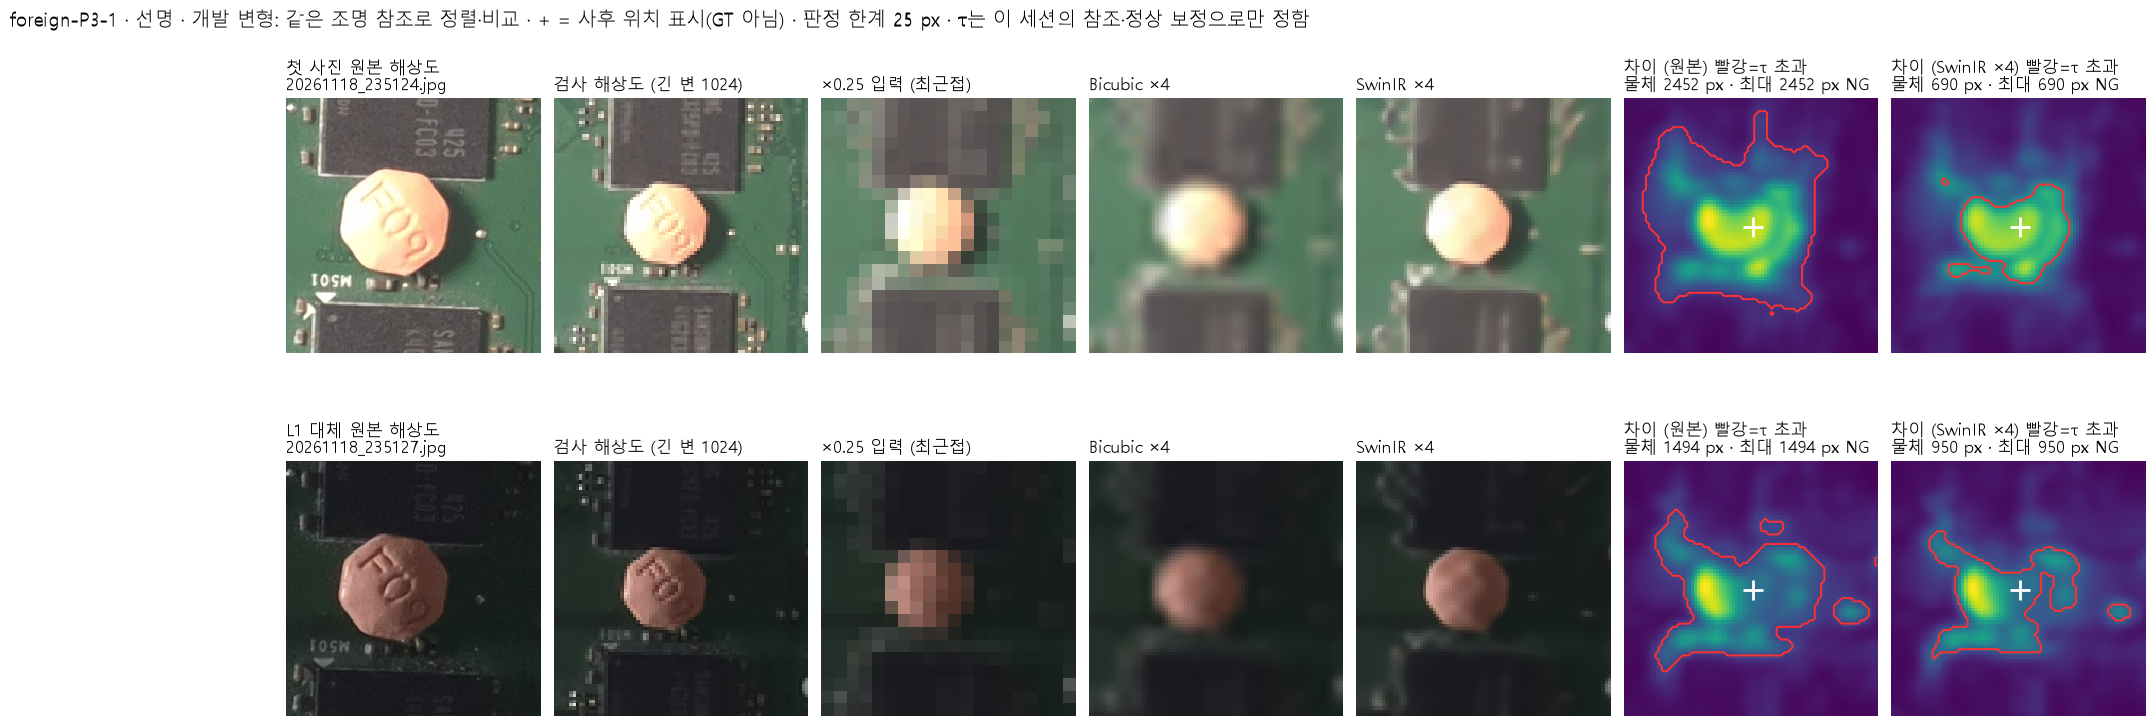 foreign-P3-1 · 선명 · 개발 변형: 같은 조명 참조로 정렬·비교 · + = 사후 위치 표시(GT 아님) · 판정 한계 25 px · τ는 이 세션의 참조·정상 보정으로만 정함
첫 사진 원본 해상도
20261118_235124.jpg
검사 해상도 (긴 변 1024)
×0.25 입력 (최근접)
Bicubic ×4
SwinIR ×4
차이 (원본) 빨강=τ 초과
물체 2452 px · 최대 2452 px NG
차이 (SwinIR ×4) 빨강=τ 초과
물체 690 px · 최대 690 px NG
D-FC03
U25
F09
M501
SAM
F09
L1 대체 원본 해상도
20261118_235127.jpg
검사 해상도 (긴 변 1024)
×0.25 입력 (최근접)
Bicubic ×4
SwinIR ×4
차이 (원본) 빨강=τ 초과
물체 1494 px · 최대 1494 px NG
차이 (SwinIR ×4) 빨강=τ 초과
물체 950 px · 최대 950 px NG
F09
M501
F09